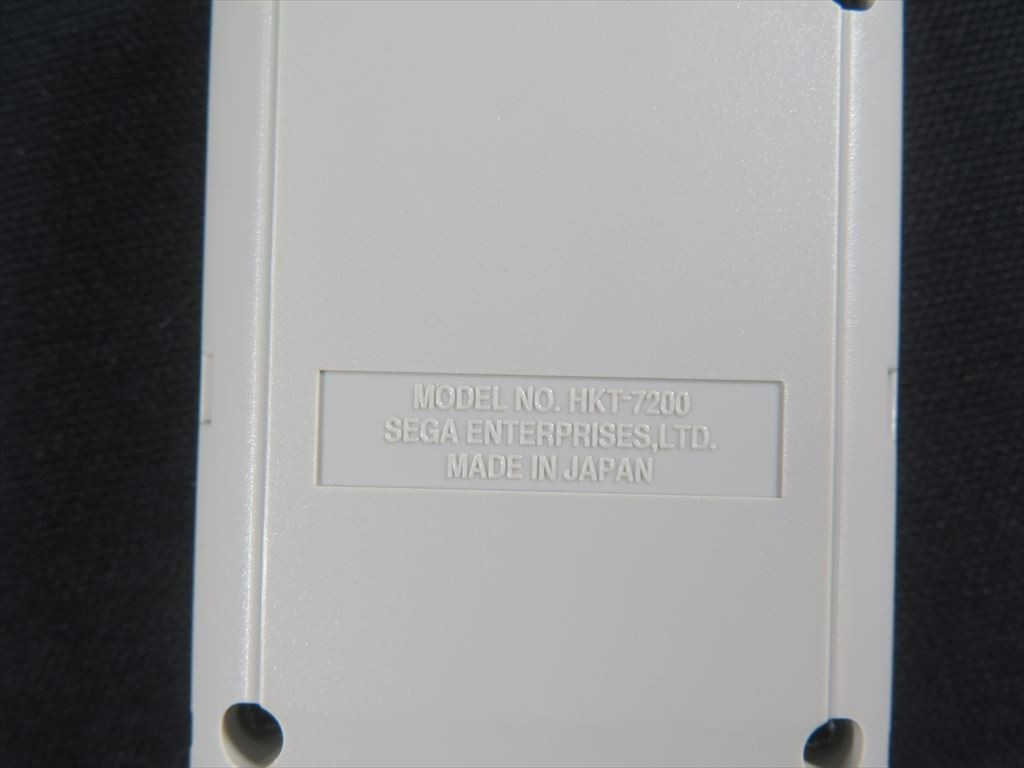 MODEL NO. HKT-7200
SEGA ENTERPRISES,LTD.
MADE IN JAPAN